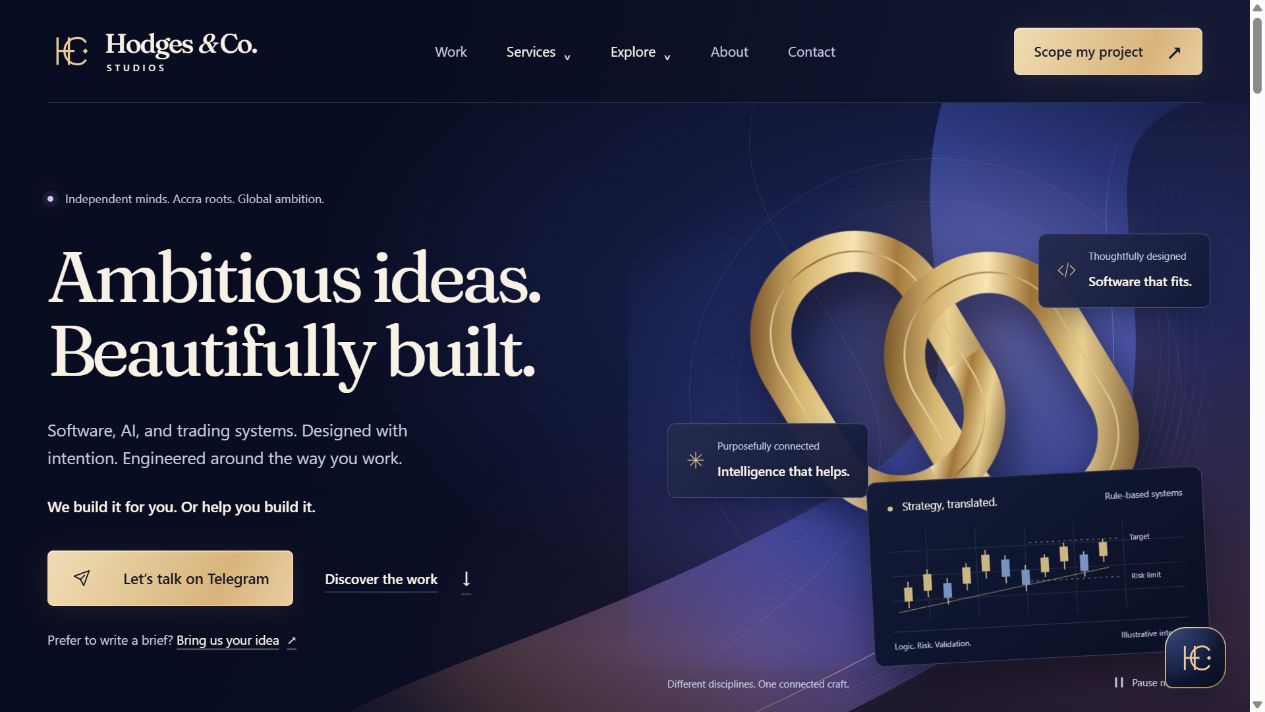 Hodges & Co.
STUDIOS
Work
Services
Explore
About
Contact
Scope my project
Independent minds. Accra roots. Global ambition.
Ambitious ideas.
Beautifully built.
Software, AI, and trading systems. Designed with
intention. Engineered around the way you work.
We build it for you. Or help you build it.
Let's talk on Telegram
Discover the work
Prefer to write a brief? Bring us your idea
Thoughtfully designed
Software that fits.
Purposefully connected
Intelligence that helps.
Strategy, translated.
Rule-based systems
Target
Risk limit
Logic. Risk. Validation.
Illustrative
Different disciplines. One connected craft.
Pause